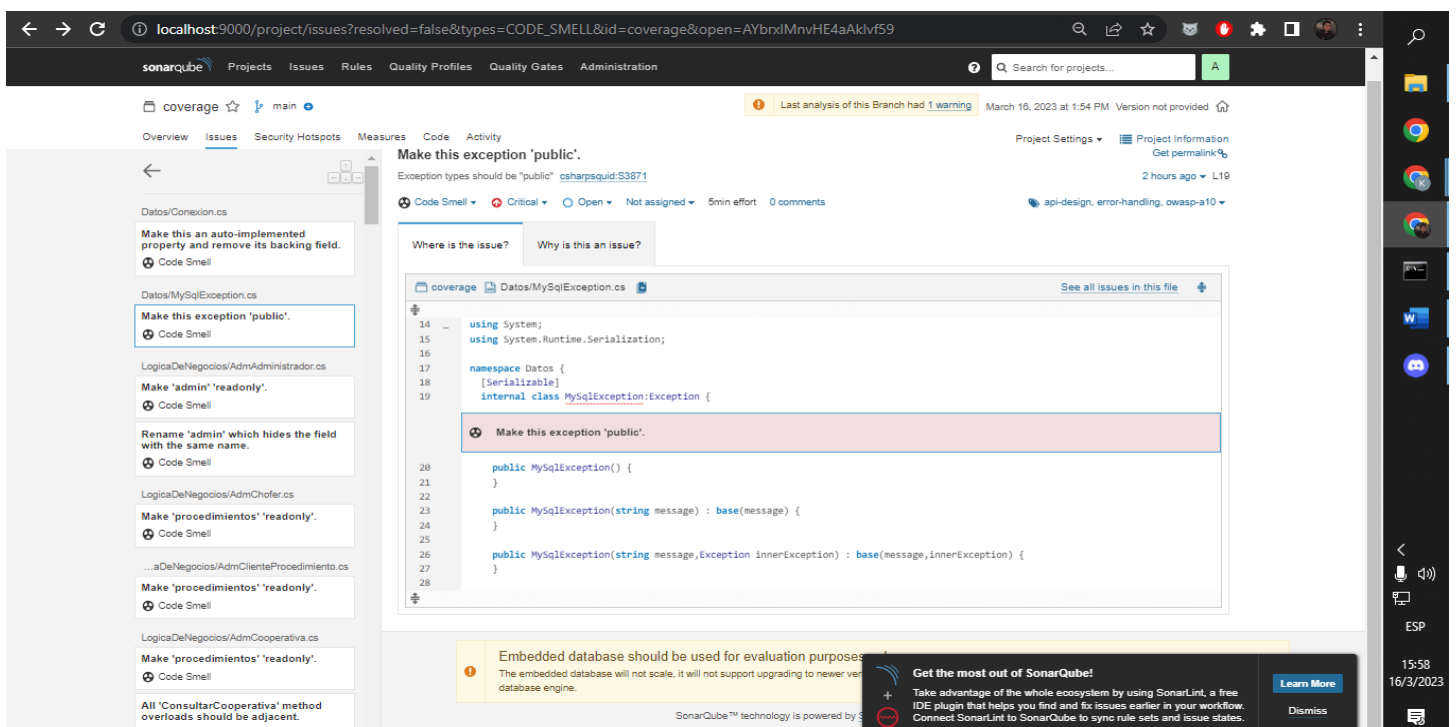 localhost:9000/project/issues?resolved=false&types=CODE_SMELL&id=coverage&open=AYbrxIMnvHE4aAklvf59
sonarqube Projects Issues Rules Quality Profiles Quality Gates Administration
Search for projects...
A
coverage main
Last analysis of this Branch had 1 warning
March 16, 2023 at 1:54 PM Version not provided
Overview Issues Security Hotspots Measures Code Activity
Project Settings
Project Information
Get permalink
Datos/Conexion.cs
Make this an auto-implemented
property and remove its backing field.
Code Smell
Datos/MySqlException.cs
Make this exception 'public'.
Code Smell
LogicaDeNegocios/AdmAdministrador.cs
Make 'admin' 'readonly'.
Code Smell
Rename 'admin' which hides the field
with the same name.
Code Smell
LogicaDeNegocios/AdmChofer.cs
Make 'procedimientos' 'readonly'.
Code Smell
...aDeNegocios/AdmClienteProcedimiento.cs
Make 'procedimientos' 'readonly'.
Code Smell
LogicaDeNegocios/AdmCooperativa.cs
Make 'procedimientos' 'readonly'.
Code Smell
All 'ConsultarCooperativa' method
overloads should be adjacent.
Make this exception 'public'.
Exception types should be "public" csharpsquid:S3871
2 hours ago L19
Code Smell Critical Open Not assigned 5min effort 0 comments
api-design, error-handling, owasp-a10
Where is the issue? Why is this an issue?
coverage Datos/MySqlException.cs
See all issues in this file
14 ... using System;
15 using System.Runtime.Serialization;
16
17 namespace Datos {
18 [Serializable]
19 internal class MySqlException:Exception {
Make this exception 'public'.
20 public MySqlException() {
21 }
22
23 public MySqlException(string message) : base(message) {
24 }
25
26 public MySqlException(string message,Exception innerException) : base(message,innerException) {
27 }
28
Embedded database should be used for evaluation purposes
The embedded database will not scale, it will not support upgrading to newer ver
database engine.
SonarQube™ technology is powered by S
Get the most out of SonarQube!
Take advantage of the whole ecosystem by using SonarLint, a free
IDE plugin that helps you find and fix issues earlier in your workflow.
Connect SonarLint to SonarQube to sync rule sets and issue states.
Learn More
Dismiss
K
W
ESP
15:58
16/3/2023